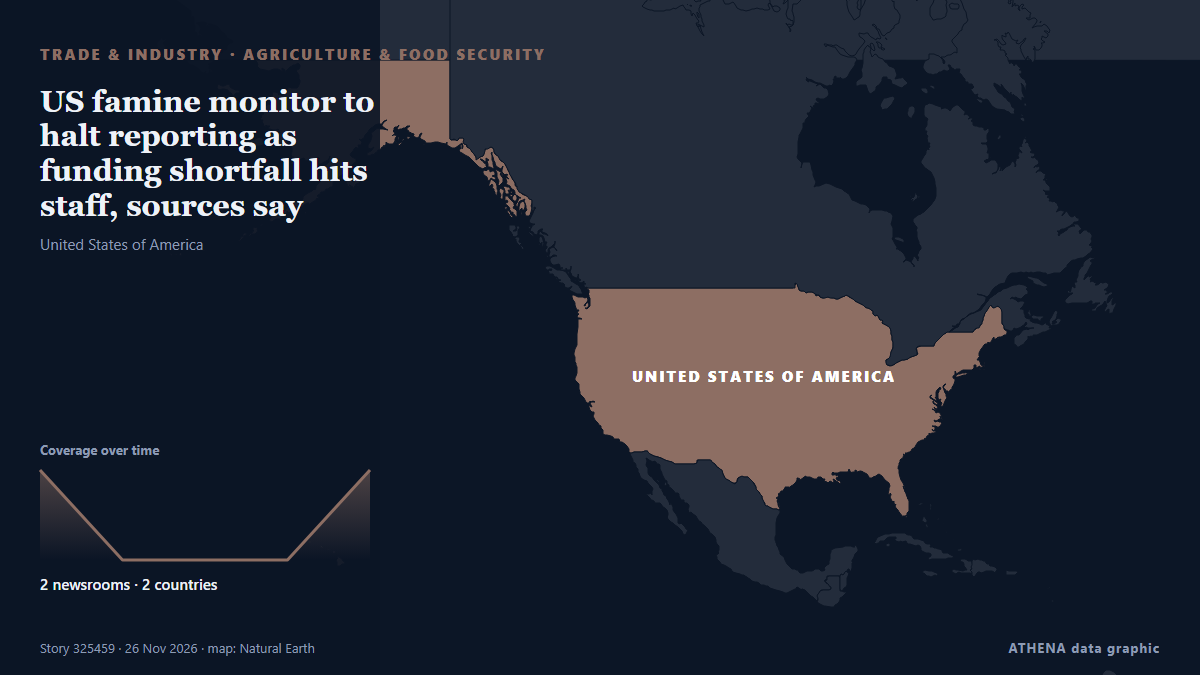 TRADE & INDUSTRY · AGRICULTURE & FOOD SECURITY
US famine monitor to
halt reporting as
funding shortfall hits
staff, sources say
United States of America
UNITED STATES OF AMERICA
Coverage over time
2 newsrooms · 2 countries
Story 325459 · 26 Nov 2026 · map: Natural Earth
ATHENA data graphic